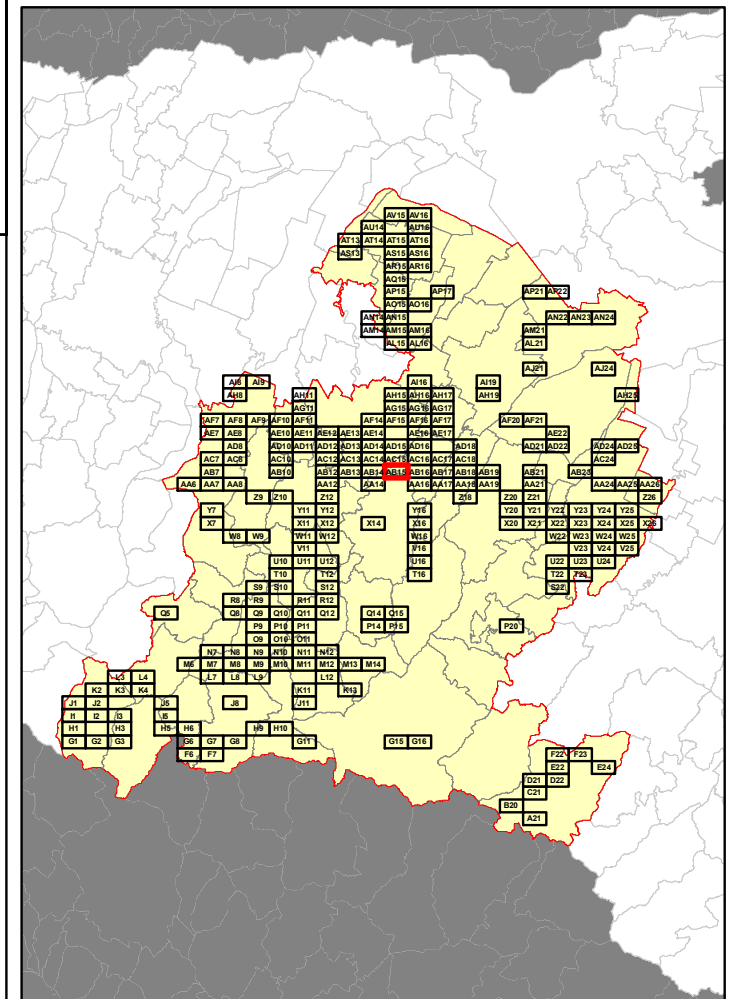 AV15 AV16
AU14 AU16
AT13 AT14 AT15 AT16
AS13 AS15 AS16
AR15 AR16
AQ15
AP15 AP17 AP21 AP22
AO15 AO16
AN14 AN15 AN22 AN23 AN24
AM14 AM15 AM16 AM21
AL15 AL16 AL21
AJ21 AJ24
AI8 AI9 AI16 AI19
AH8 AH11 AH15 AH16 AH17 AH19 AH25
AG11 AG15 AG16 AG17
AF7 AF8 AF9 AF10 AF11 AF14 AF15 AF16 AF17 AF20 AF21
AE7 AE8 AE10 AE11 AE12 AE13 AE14 AE16 AE17 AE22
AD8 AD10 AD11 AD12 AD13 AD14 AD15 AD16 AD18 AD21 AD22 AD24 AD25
AC7 AC8 AC10 AC12 AC13 AC14 AC15 AC16 AC17 AC18 AC24
AB7 AB10 AB12 AB13 AB14 AB15 AB16 AB17 AB18 AB19 AB21 AB23
AA6 AA7 AA8 AA12 AA14 AA16 AA17 AA18 AA19 AA21 AA24 AA25 AA26
Z9 Z10 Z12 Z18 Z20 Z21 Z26
Y7 Y11 Y12 Y16 Y20 Y21 Y22 Y23 Y24 Y25
X7 X11 X12 X14 X16 X20 X21 X22 X23 X24 X25 X26
W8 W9 W11 W12 W16 W22 W23 W24 W25
V11 V16 V23 V24 V25
U10 U11 U12 U16 U22 U23 U24
T10 T12 T16 T22 T23
S9 S10 S12 S22
R8 R9 R11 R12
Q5 Q8 Q9 Q10 Q11 Q12 Q14 Q15
P9 P10 P11 P14 P15 P20
O9 O10 O11
N7 N8 N9 N10 N11 N12
M6 M7 M8 M9 M10 M11 M12 M13 M14
L3 L4 L7 L8 L9 L12
K2 K3 K4 K11 K13
J1 J2 J5 J8 J11
I1 I2 I3 I5
H1 H3 H5 H6 H9 H10
G1 G2 G3 G6 G7 G8 G11 G15 G16
F6 F7 F22 F23
E22 E24
D21 D22
C21
B20
A21